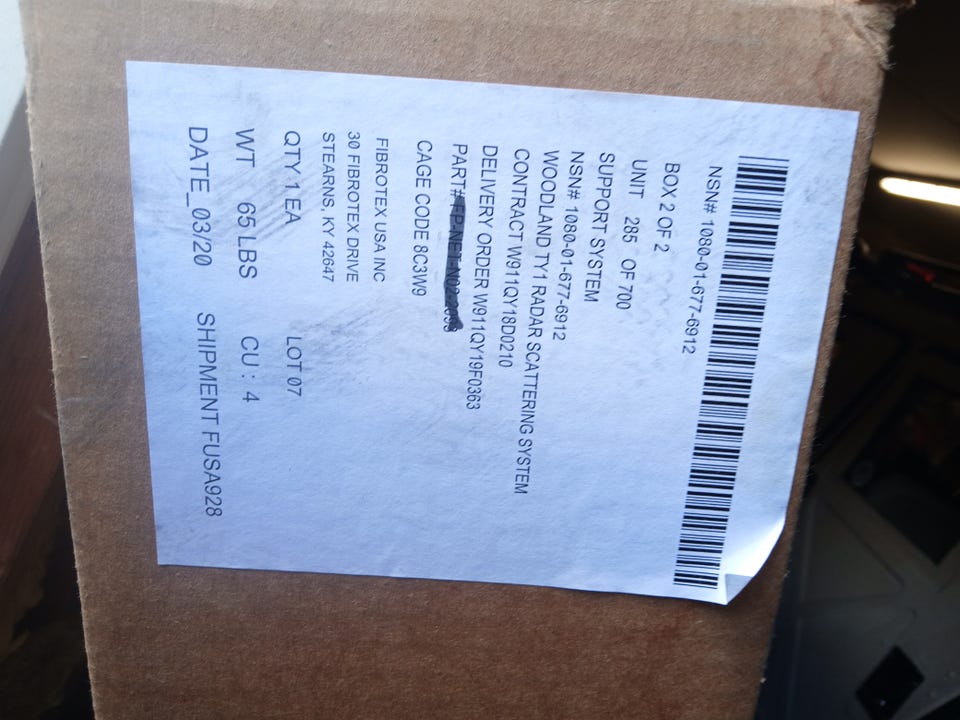 NSN# 1080-01-677-6912
BOX 2 OF 2
UNIT 285 OF 700
SUPPORT SYSTEM
NSN# 1080-01-677-6912
WOODLAND TY1 RADAR SCATTERING SYSTEM
CONTRACT W911QY18D0210
DELIVERY ORDER W911QY19F0363
PART#
CAGE CODE 8C3W9
FIBROTEX USA INC
30 FIBROTEX DRIVE
STEARNS, KY 42647
QTY 1 EA LOT 07
WT 65 LBS CU : 4
DATE_03/20 SHIPMENT FUSA928